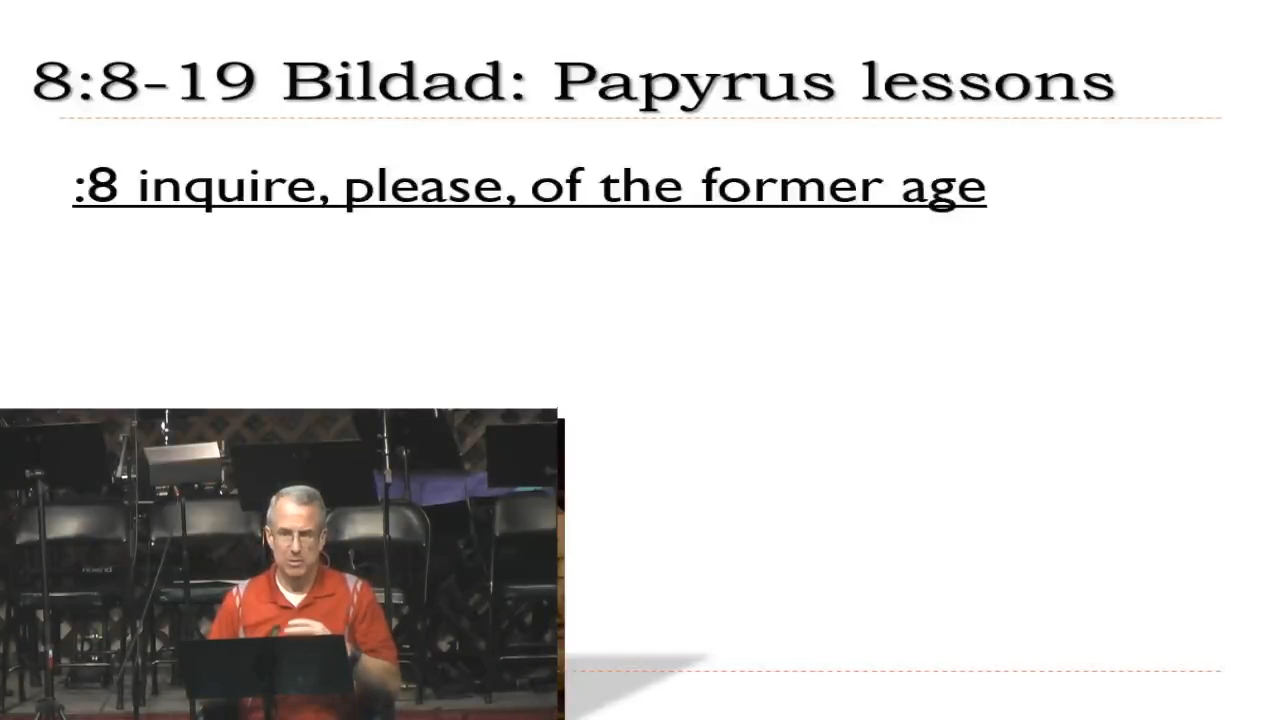 8:8-19 Bildad: Papyrus lessons
:8 inquire, please, of the former age